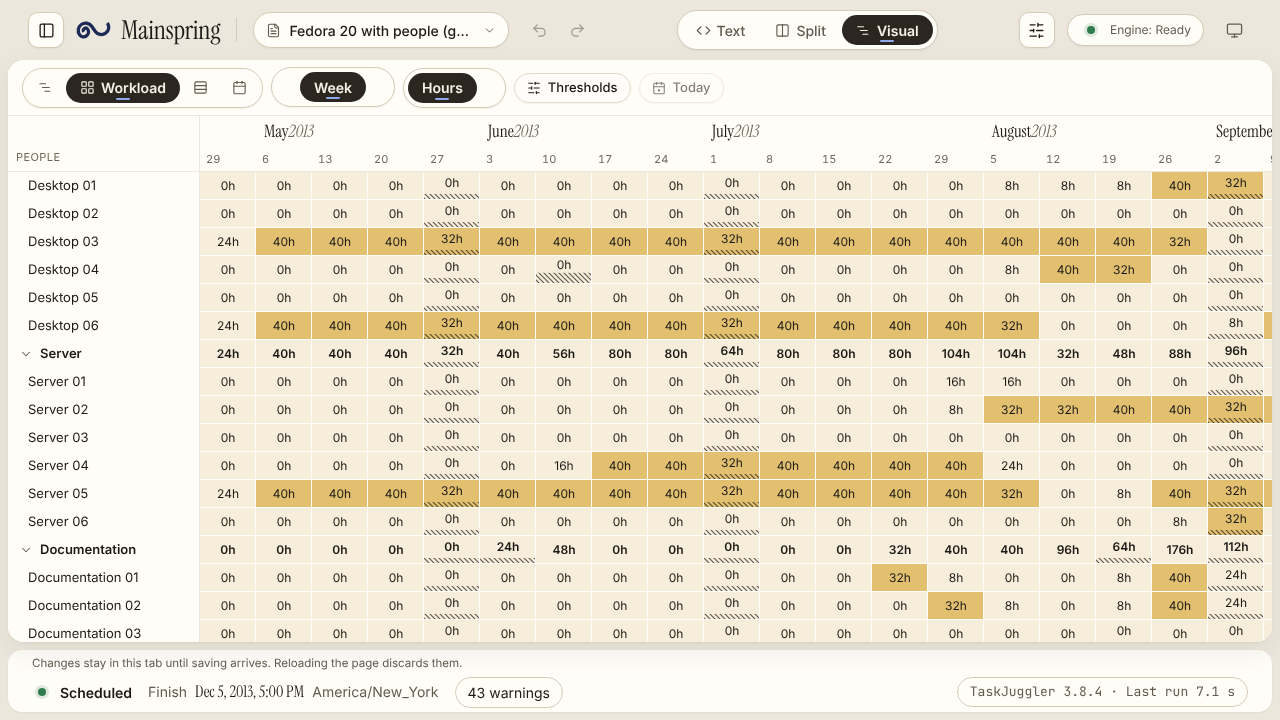 Mainspring
Fedora 20 with people (g...
Text Split Visual
Engine: Ready
Workload Week Hours Thresholds Today
May2013 June2013 July2013 August2013 Septembe
PEOPLE 29 6 13 20 27 3 10 17 24 1 8 15 22 29 5 12 19 26 2
Desktop 01 0h 0h 0h 0h 0h 0h 0h 0h 0h 0h 0h 0h 0h 0h 8h 8h 8h 40h 32h
Desktop 02 0h 0h 0h 0h 0h 0h 0h 0h 0h 0h 0h 0h 0h 0h 0h 0h 0h 0h 0h
Desktop 03 24h 40h 40h 40h 32h 40h 40h 40h 40h 32h 40h 40h 40h 40h 40h 40h 40h 32h 0h
Desktop 04 0h 0h 0h 0h 0h 0h 0h 0h 0h 0h 0h 0h 0h 0h 8h 40h 32h 0h 0h
Desktop 05 0h 0h 0h 0h 0h 0h 0h 0h 0h 0h 0h 0h 0h 0h 0h 0h 0h 0h 0h
Desktop 06 24h 40h 40h 40h 32h 40h 40h 40h 40h 32h 40h 40h 40h 40h 32h 0h 0h 0h 8h
Server 24h 40h 40h 40h 32h 40h 56h 80h 80h 64h 80h 80h 80h 104h 104h 32h 48h 88h 96h
Server 01 0h 0h 0h 0h 0h 0h 0h 0h 0h 0h 0h 0h 0h 16h 16h 0h 0h 0h 0h
Server 02 0h 0h 0h 0h 0h 0h 0h 0h 0h 0h 0h 0h 0h 8h 32h 32h 40h 40h 32h
Server 03 0h 0h 0h 0h 0h 0h 0h 0h 0h 0h 0h 0h 0h 0h 0h 0h 0h 0h 0h
Server 04 0h 0h 0h 0h 0h 0h 16h 40h 40h 32h 40h 40h 40h 40h 24h 0h 0h 0h 0h
Server 05 24h 40h 40h 40h 32h 40h 40h 40h 40h 32h 40h 40h 40h 40h 32h 0h 8h 40h 32h
Server 06 0h 0h 0h 0h 0h 0h 0h 0h 0h 0h 0h 0h 0h 0h 0h 0h 0h 8h 32h
Documentation 0h 0h 0h 0h 0h 24h 48h 0h 0h 0h 0h 0h 32h 40h 40h 96h 64h 176h 112h
Documentation 01 0h 0h 0h 0h 0h 0h 0h 0h 0h 0h 0h 0h 32h 8h 0h 0h 8h 40h 24h
Documentation 02 0h 0h 0h 0h 0h 0h 0h 0h 0h 0h 0h 0h 0h 32h 8h 0h 8h 40h 24h
Documentation 03 0h 0h 0h 0h 0h 0h 0h 0h 0h 0h 0h 0h 0h 0h 0h 0h 0h 0h 0h
Changes stay in this tab until saving arrives. Reloading the page discards them.
Scheduled Finish Dec 5, 2013, 5:00 PM America/New_York 43 warnings TaskJuggler 3.8.4 · Last run 7.1 s